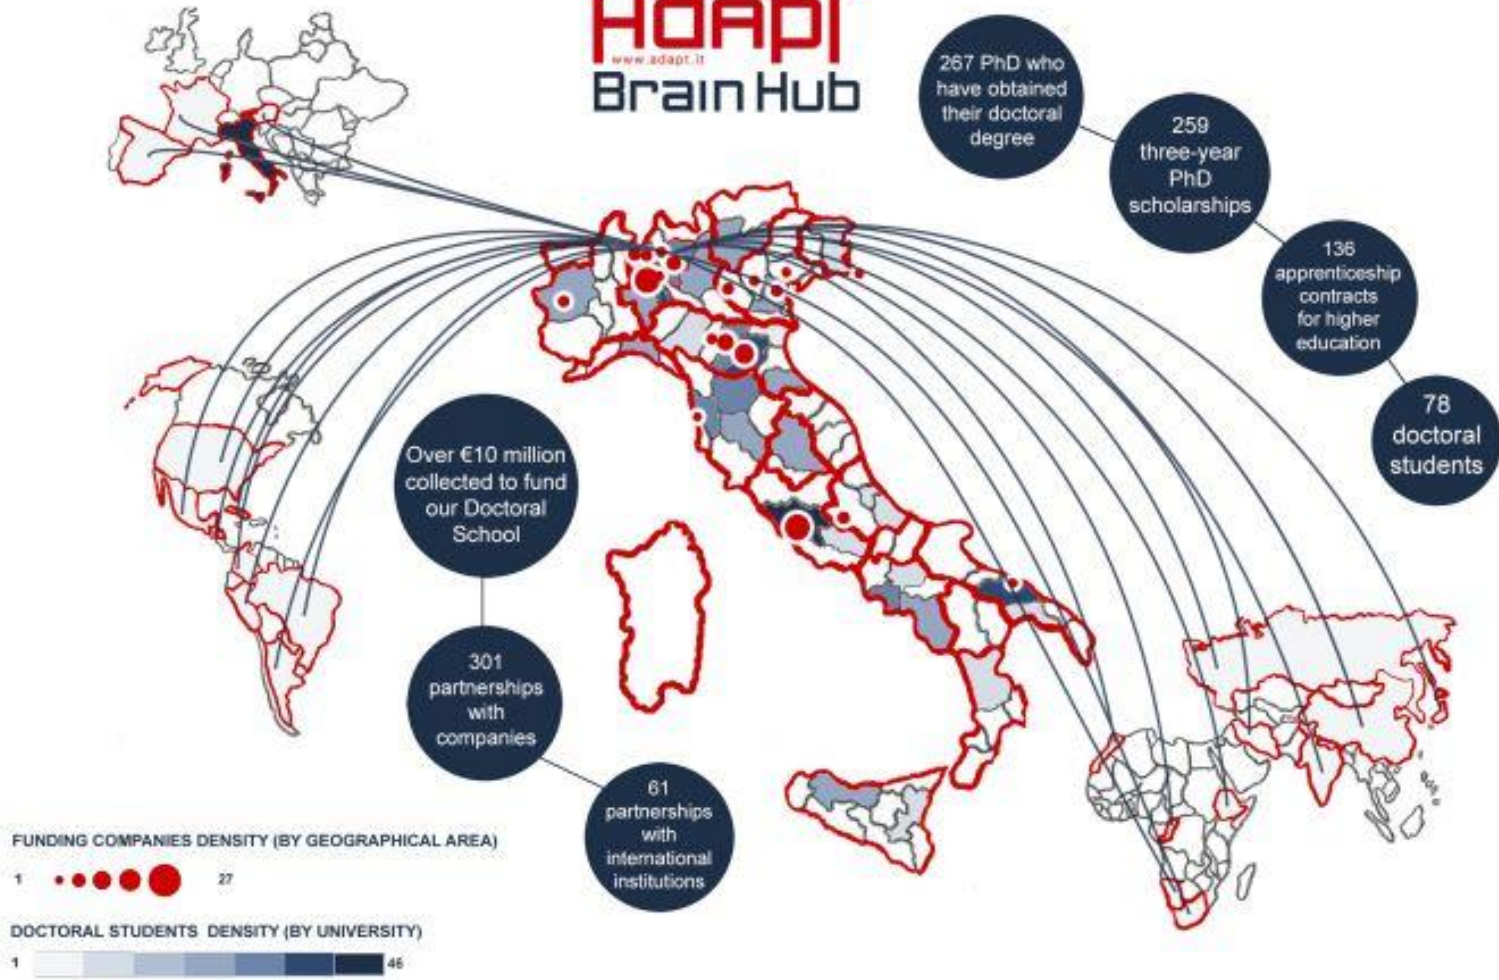 ADAPT
www.adapt.it
Brain Hub
267 PhD who
have obtained
their doctoral
degree
259
three-year
PhD
scholarships
136
apprenticeship
contracts
for higher
education
78
doctoral
students
Over €10 million
collected to fund
our Doctoral
School
301
partnerships
with
companies
61
partnerships
with
international
institutions
FUNDING COMPANIES DENSITY (BY GEOGRAPHICAL AREA)
1 27
DOCTORAL STUDENTS DENSITY (BY UNIVERSITY)
1 46